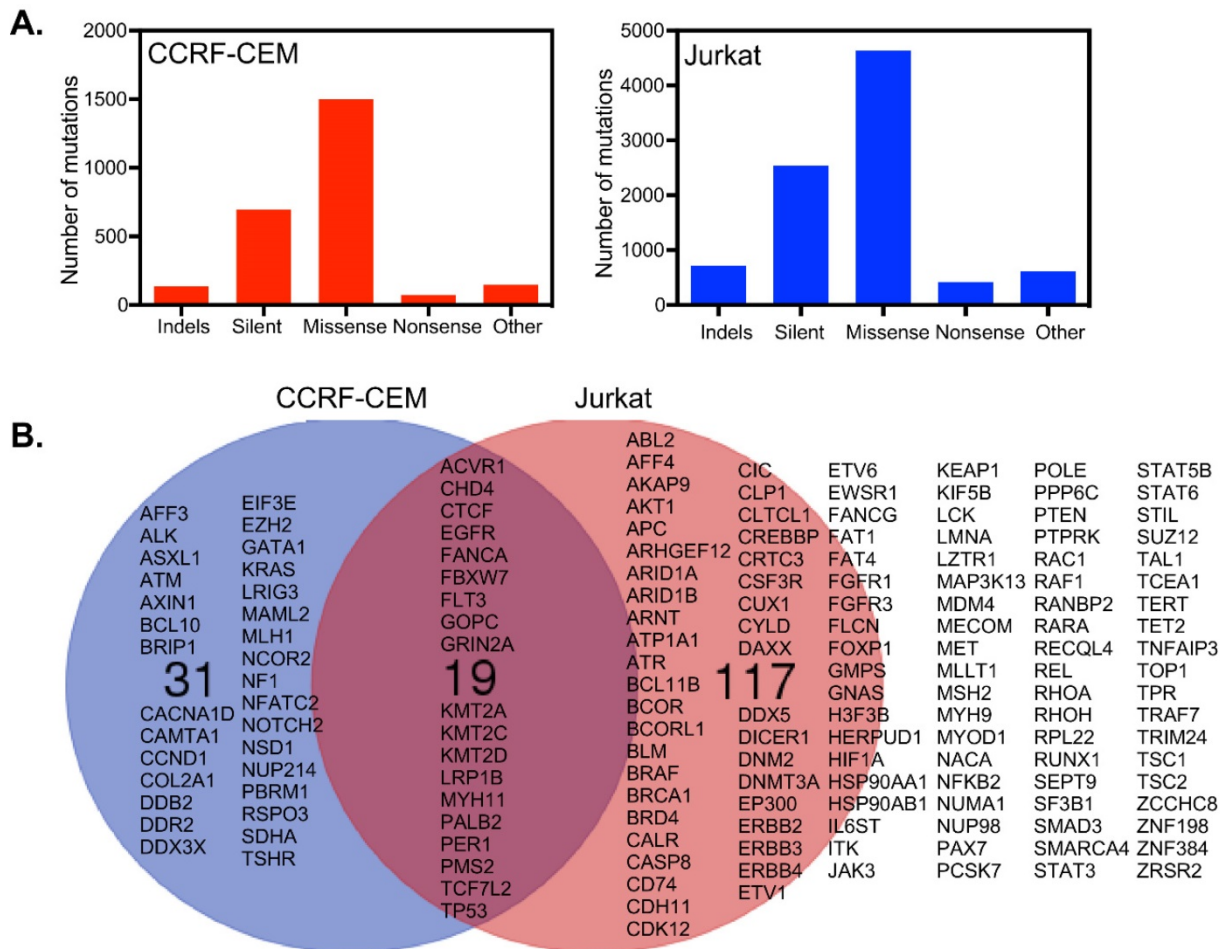 A.
CCRF-CEM
Number of mutations
2000
1500
1000
500
0
Indels Silent Missense Nonsense Other
Jurkat
Number of mutations
5000
4000
3000
2000
1000
0
Indels Silent Missense Nonsense Other
B.
CCRF-CEM
Jurkat
AFF3
ALK
ASXL1
ATM
AXIN1
BCL10
BRIP1
31
CACNA1D
CAMTA1
CCND1
COL2A1
DDB2
DDR2
DDX3X
EIF3E
EZH2
GATA1
KRAS
LRIG3
MAML2
MLH1
NCOR2
NF1
NFATC2
NOTCH2
NSD1
NUP214
PBRM1
RSPO3
SDHA
TSHR
ACVR1
CHD4
CTCF
EGFR
FANCA
FBXW7
FLT3
GOPC
GRIN2A
19
KMT2A
KMT2C
KMT2D
LRP1B
MYH11
PALB2
PER1
PMS2
TCF7L2
TP53
ABL2
AFF4
AKAP9
AKT1
APC
ARHGEF12
ARID1A
ARID1B
ARNT
ATP1A1
ATR
BCL11B
BCOR
BCORL1
BLM
BRAF
BRCA1
BRD4
CALR
CASP8
CD74
CDH11
CDK12
CIC
CLP1
CLTCL1
CREBBP
CRTC3
CSF3R
CUX1
CYLD
DAXX
117
DDX5
DICER1
DNM2
DNMT3A
EP300
ERBB2
ERBB3
ERBB4
ETV1
ETV6
EWSR1
FANCG
FAT1
FAT4
FGFR1
FGFR3
FLCN
FOXP1
GMPS
GNAS
H3F3B
HERPUD1
HIF1A
HSP90AA1
HSP90AB1
IL6ST
ITK
JAK3
KEAP1
KIF5B
LCK
LMNA
LZTR1
MAP3K13
MDM4
MECOM
MET
MLLT1
MSH2
MYH9
MYOD1
NACA
NFKB2
NUMA1
NUP98
PAX7
PCSK7
POLE
PPP6C
PTEN
PTPRK
RAC1
RAF1
RANBP2
RARA
RECQL4
REL
RHOA
RHOH
RPL22
RUNX1
SEPT9
SF3B1
SMAD3
SMARCA4
STAT3
STAT5B
STAT6
STIL
SUZ12
TAL1
TCEA1
TERT
TET2
TNFAIP3
TOP1
TPR
TRAF7
TRIM24
TSC1
TSC2
ZCCHC8
ZNF198
ZNF384
ZRSR2